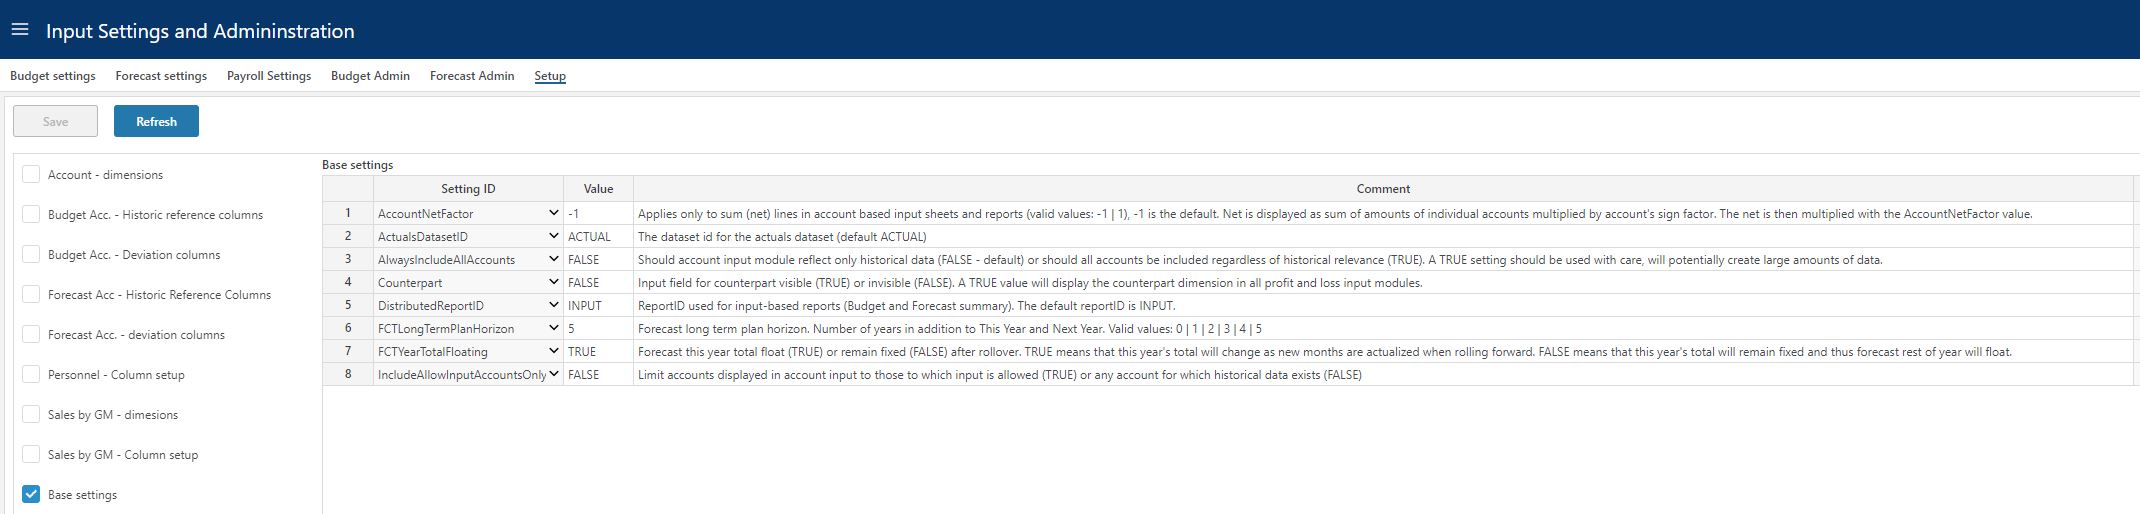 Input Settings and Admininstration
Budget settings Forecast settings Payroll Settings Budget Admin Forecast Admin Setup
Save Refresh
Account - dimensions
Budget Acc. - Historic reference columns
Budget Acc. - Deviation columns
Forecast Acc - Historic Reference Columns
Forecast Acc. - deviation columns
Personnel - Column setup
Sales by GM - dimesions
Sales by GM - Column setup
Base settings
Base settings
Setting ID Value Comment
1 AccountNetFactor -1 Applies only to sum (net) lines in account based input sheets and reports (valid values: -1 | 1), -1 is the default. Net is displayed as sum of amounts of individual accounts multiplied by account's sign factor. The net is then multiplied with the AccountNetFactor value.
2 ActualsDatasetID ACTUAL The dataset id for the actuals dataset (default ACTUAL)
3 AlwaysIncludeAllAccounts FALSE Should account input module reflect only historical data (FALSE - default) or should all accounts be included regardless of historical relevance (TRUE). A TRUE setting should be used with care, will potentially create large amounts of data.
4 Counterpart FALSE Input field for counterpart visible (TRUE) or invisible (FALSE). A TRUE value will display the counterpart dimension in all profit and loss input modules.
5 DistributedReportID INPUT ReportID used for input-based reports (Budget and Forecast summary). The default reportID is INPUT.
6 FCTLongTermPlanHorizon 5 Forecast long term plan horizon. Number of years in addition to This Year and Next Year. Valid values: 0 | 1 | 2 | 3 | 4 | 5
7 FCTYearTotalFloating TRUE Forecast this year total float (TRUE) or remain fixed (FALSE) after rollover. TRUE means that this year's total will change as new months are actualized when rolling forward. FALSE means that this year's total will remain fixed and thus forecast rest of year will float.
8 IncludeAllowInputAccountsOnly FALSE Limit accounts displayed in account input to those to which input is allowed (TRUE) or any account for which historical data exists (FALSE)